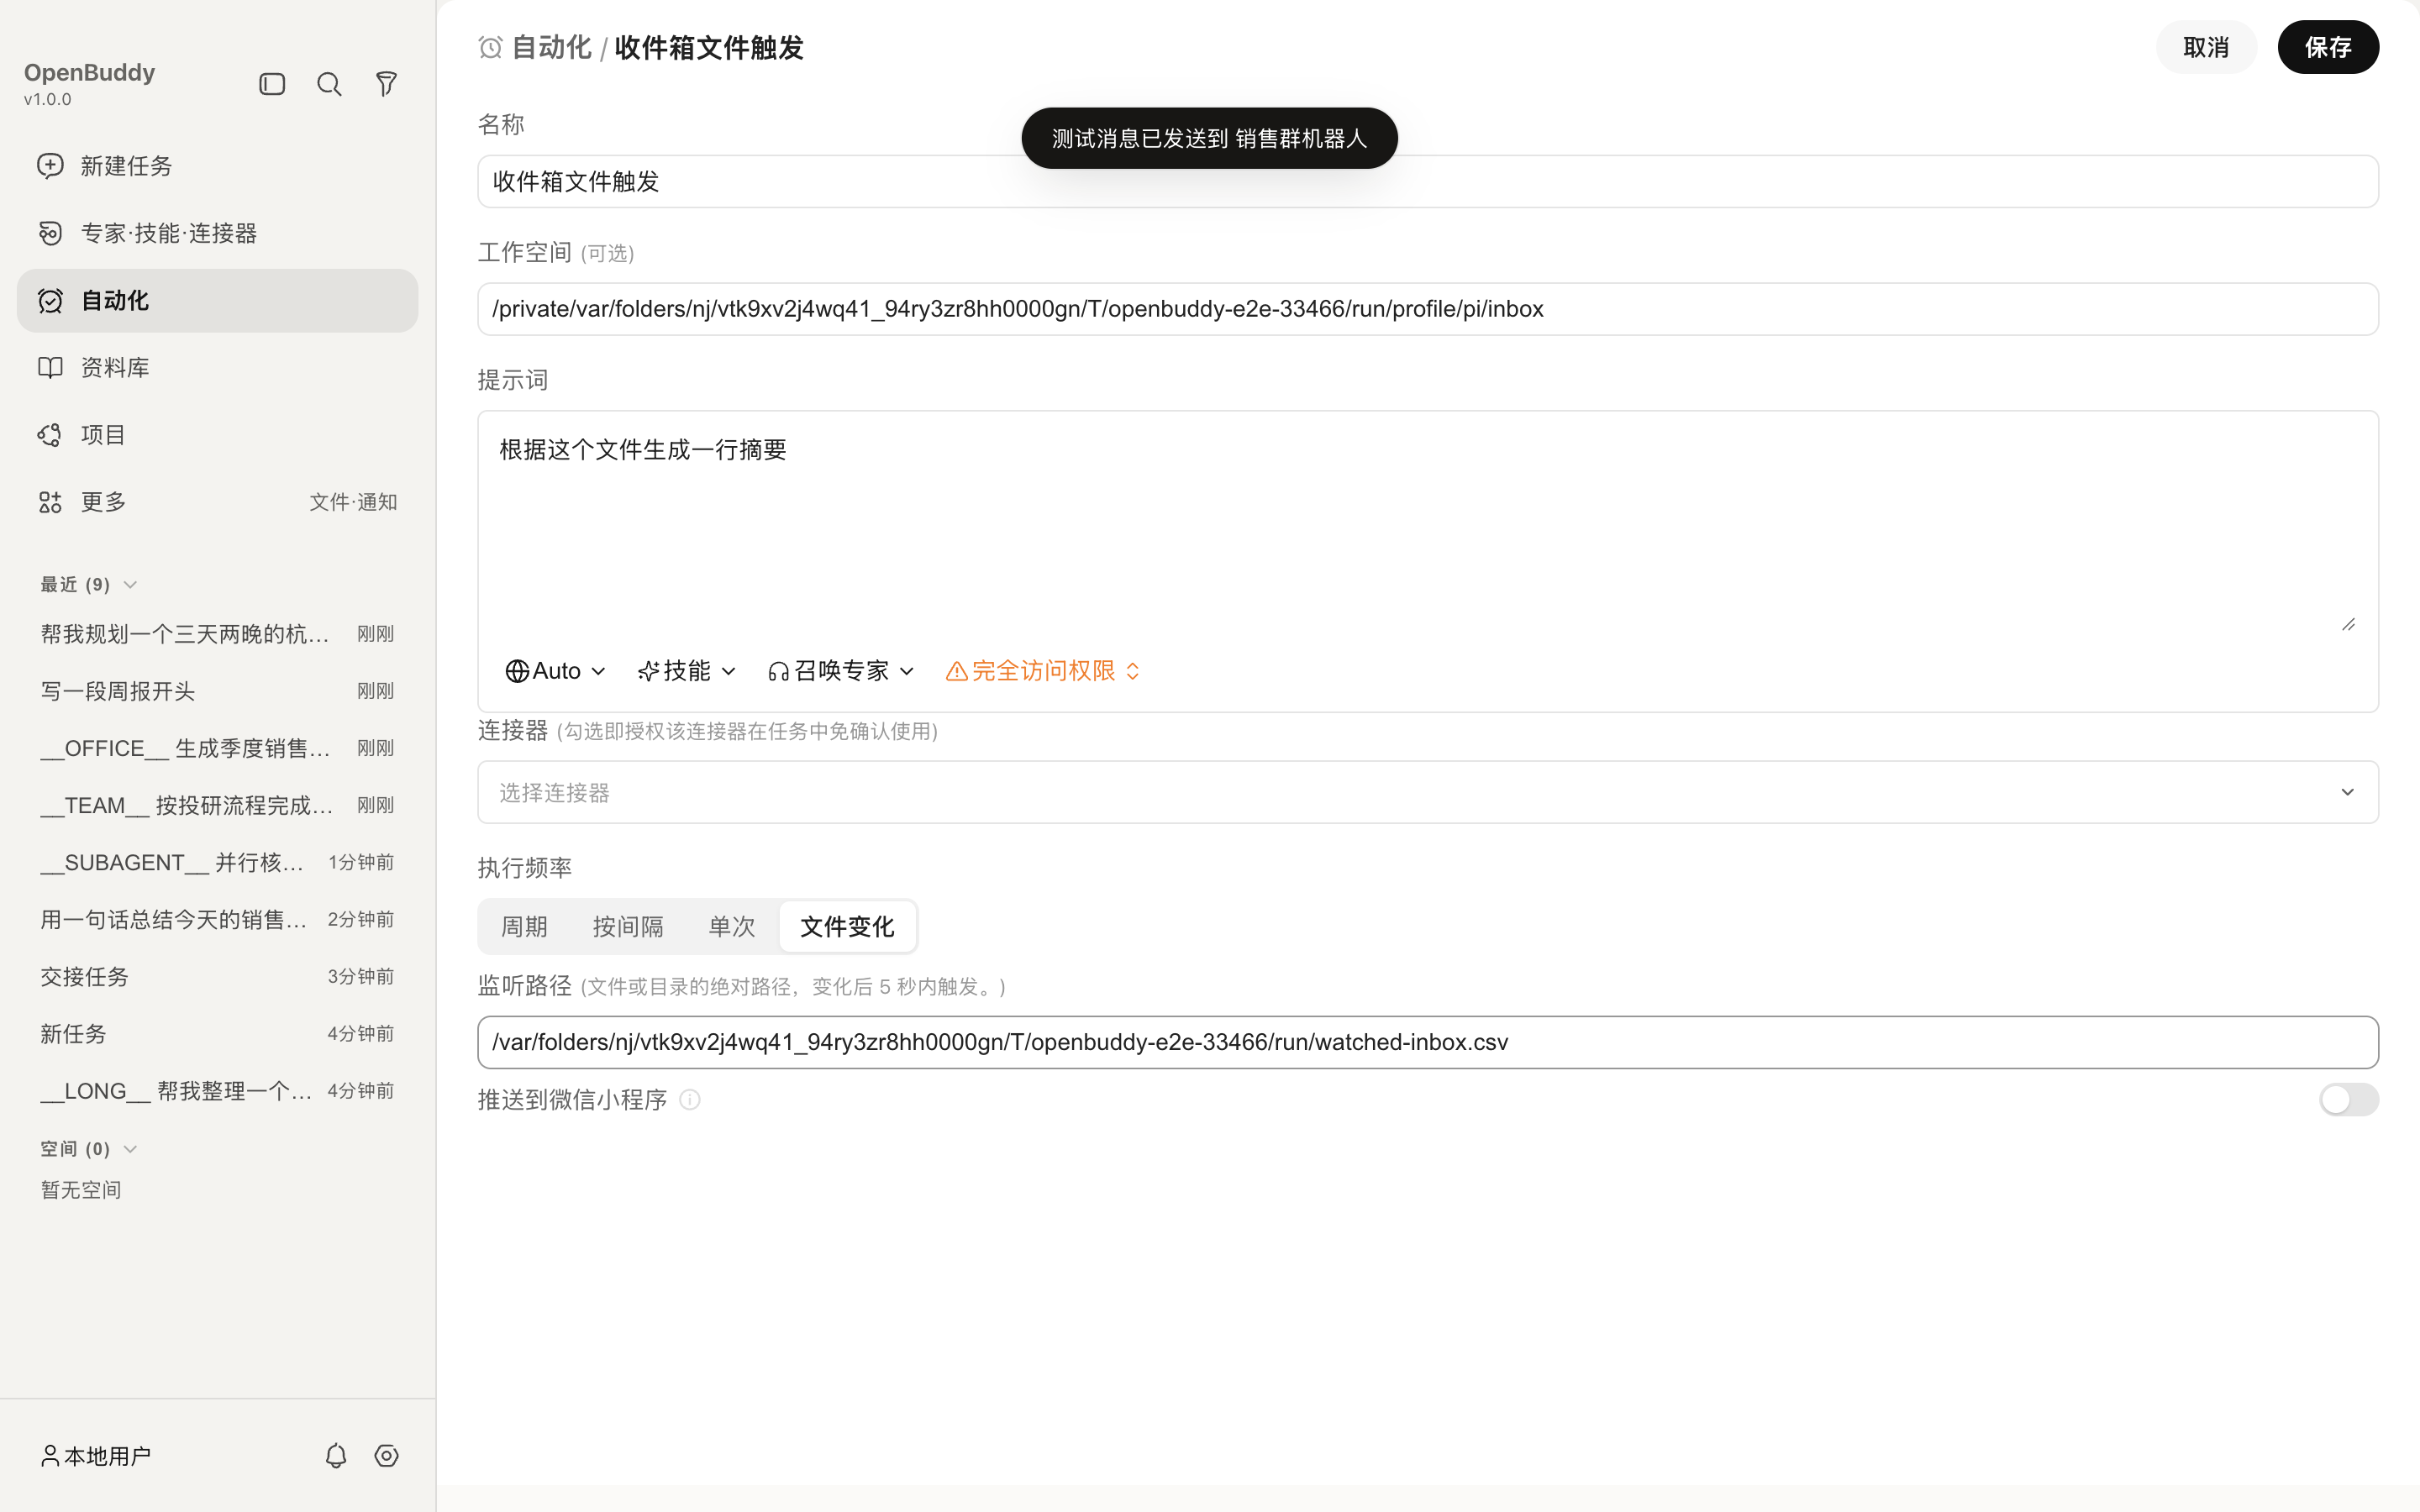 OpenBuddy
v1.0.0
新建任务
专家·技能·连接器
自动化
资料库
项目
更多 文件·通知
最近 (9)
帮我规划一个三天两晚的杭... 刚刚
写一段周报开头 刚刚
__OFFICE__ 生成季度销售... 刚刚
__TEAM__ 按投研流程完成... 刚刚
__SUBAGENT__ 并行核... 1分钟前
用一句话总结今天的销售... 2分钟前
交接任务 3分钟前
新任务 4分钟前
__LONG__ 帮我整理一个... 4分钟前
空间 (0)
暂无空间
本地用户
自动化 / 收件箱文件触发
取消 保存
测试消息已发送到 销售群机器人
名称
收件箱文件触发
工作空间 (可选)
/private/var/folders/nj/vtk9xv2j4wq41_94ry3zr8hh0000gn/T/openbuddy-e2e-33466/run/profile/pi/inbox
提示词
根据这个文件生成一行摘要
Auto 技能 召唤专家 完全访问权限
连接器 (勾选即授权该连接器在任务中免确认使用)
选择连接器
执行频率
周期 按间隔 单次 文件变化
监听路径 (文件或目录的绝对路径，变化后 5 秒内触发。)
/var/folders/nj/vtk9xv2j4wq41_94ry3zr8hh0000gn/T/openbuddy-e2e-33466/run/watched-inbox.csv
推送到微信小程序